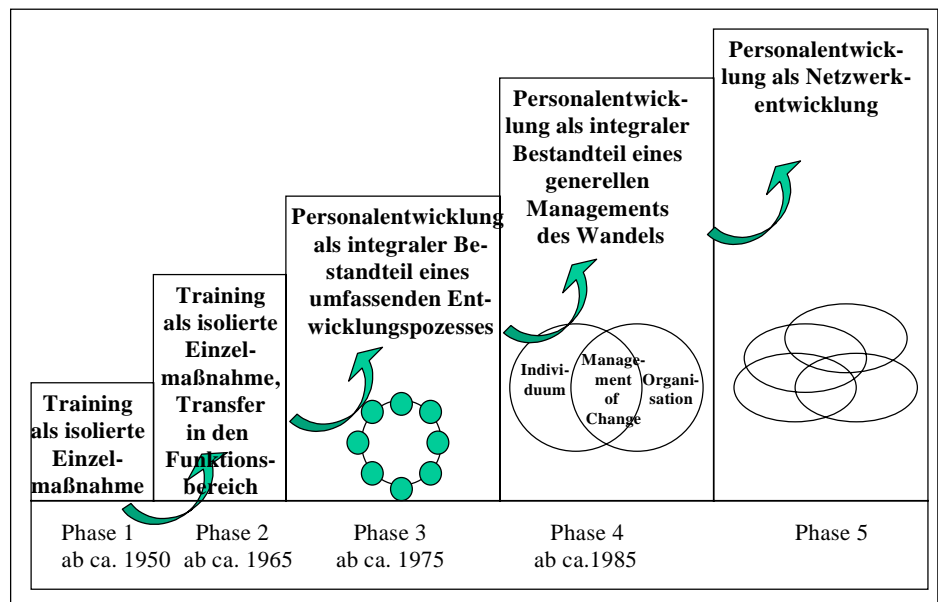 Training
als isolierte
Einzel-
maßnahme
Training
als isolierte
Einzel-
maßnahme,
Transfer
in den
Funktions-
bereich
Personalentwicklung
als integraler Be-
standteil eines
umfassenden Ent-
wicklungspozesses
Personalentwick-
lung als integraler
Bestandteil eines
generellen
Managements
des Wandels
Indivi-
duum
Manage-
ment
of
Change
Organi-
sation
Personalentwick-
lung als Netzwerk-
entwicklung
Phase 1
ab ca. 1950
Phase 2
ab ca. 1965
Phase 3
ab ca. 1975
Phase 4
ab ca.1985
Phase 5